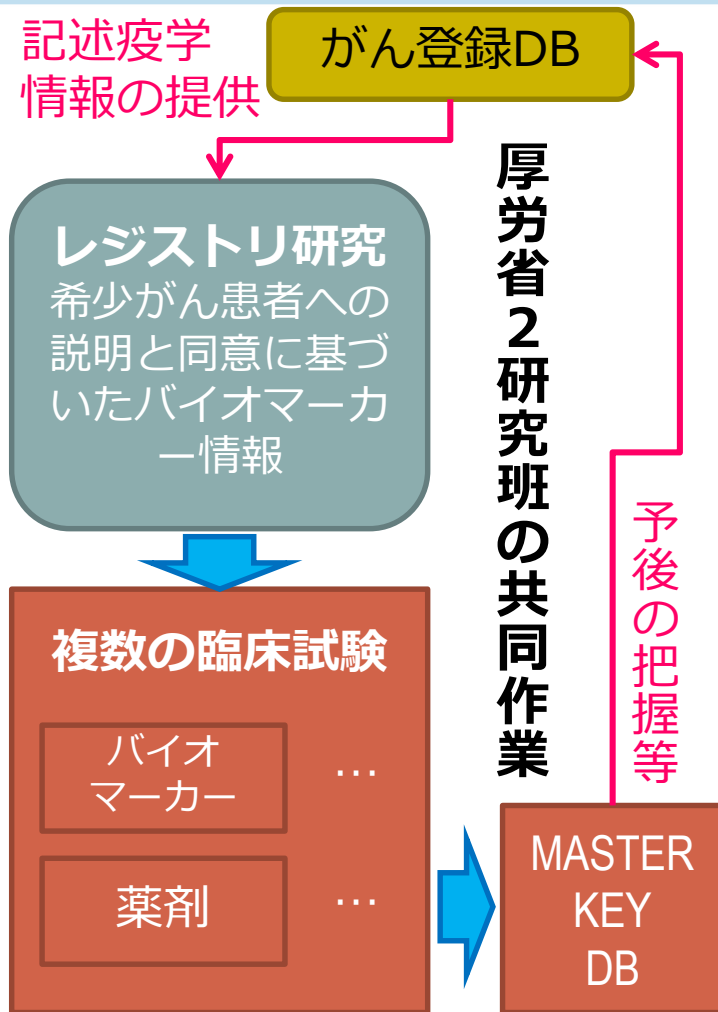 記述疫学
情報の提供
がん登録DB
レジストリ研究
希少がん患者への
説明と同意に基づ
いたバイオマーカ
ー情報
厚労省２研究班の共同作業
予後の把握等
複数の臨床試験
バイオ
マーカー
…
薬剤
…
MASTER
KEY
DB